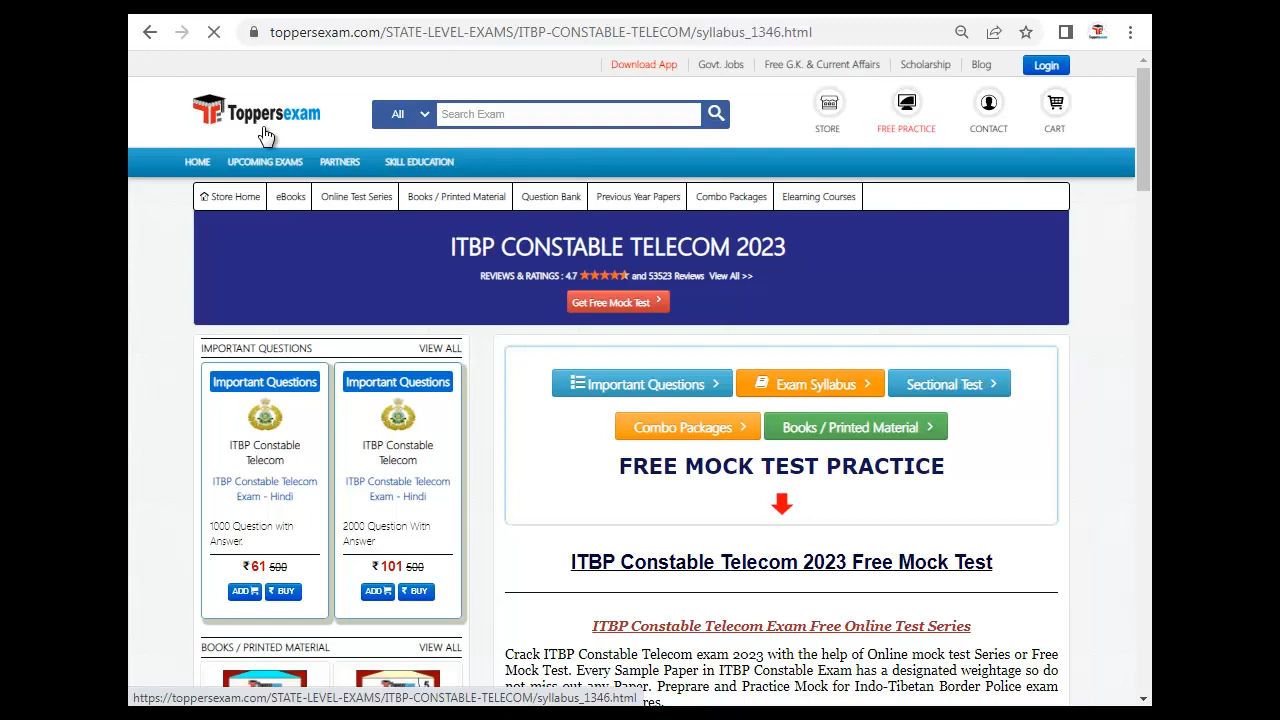 toppersexam.com/STATE-LEVEL-EXAMS/ITBP-CONSTABLE-TELECOM/syllabus_1346.html
Download App Govt. Jobs Free G.K. & Current Affairs Scholarship Blog Login
Toppersexam All Search Exam
STORE FREE PRACTICE CONTACT CART
HOME UPCOMING EXAMS PARTNERS SKILL EDUCATION
Store Home eBooks Online Test Series Books / Printed Material Question Bank Previous Year Papers Combo Packages Elearning Courses
ITBP CONSTABLE TELECOM 2023
REVIEWS & RATINGS : 4.7 and 53523 Reviews View All >>
Get Free Mock Test
IMPORTANT QUESTIONS VIEW ALL
Important Questions
ITBP Constable
Telecom
ITBP Constable Telecom
Exam - Hindi
1000 Question with
Answer.
₹ 61 500
ADD ₹ BUY
Important Questions
ITBP Constable
Telecom
ITBP Constable Telecom
Exam - Hindi
2000 Question With
Answer
₹ 101 500
ADD ₹ BUY
BOOKS / PRINTED MATERIAL VIEW ALL
5
Important Questions Exam Syllabus Sectional Test
Combo Packages Books / Printed Material
FREE MOCK TEST PRACTICE
ITBP Constable Telecom 2023 Free Mock Test
ITBP Constable Telecom Exam Free Online Test Series
Crack ITBP Constable Telecom exam 2023 with the help of Online mock test Series or Free
Mock Test. Every Sample Paper in ITBP Constable Exam has a designated weightage so do
not miss out any Paper. Preprare and Practice Mock for Indo-Tibetan Border Police exam
https://toppersexam.com/STATE-LEVEL-EXAMS/ITBP-CONSTABLE-TELECOM/syllabus_1346.html